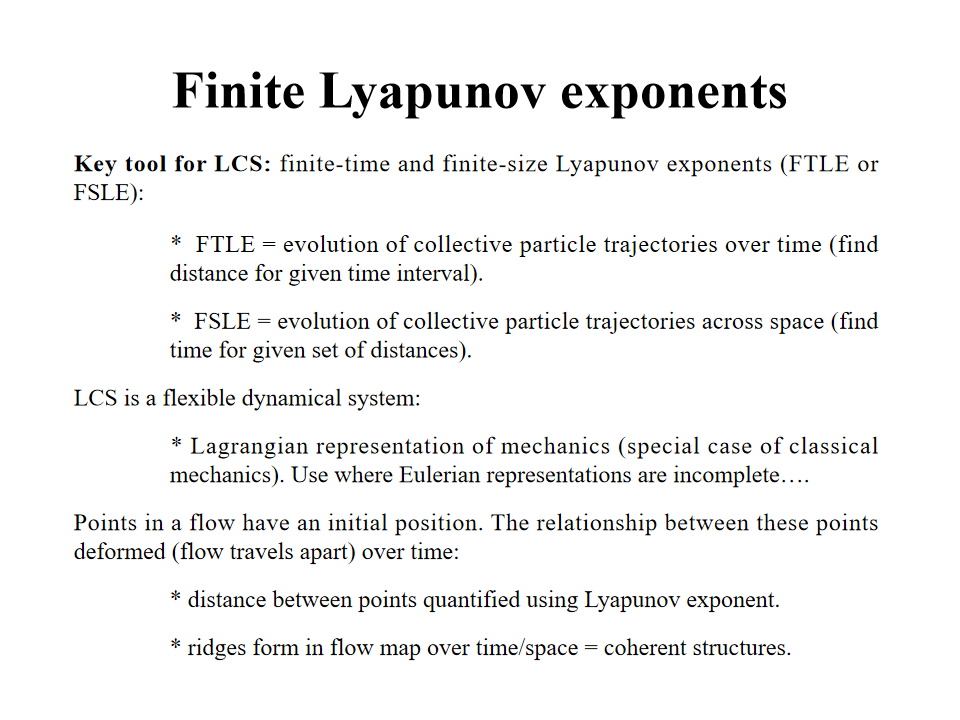 Finite Lyapunov exponents
Key tool for LCS: finite-time and finite-size Lyapunov exponents (FTLE or
FSLE):
* FTLE = evolution of collective particle trajectories over time (find
distance for given time interval).
* FSLE = evolution of collective particle trajectories across space (find
time for given set of distances).
LCS is a flexible dynamical system:
* Lagrangian representation of mechanics (special case of classical
mechanics). Use where Eulerian representations are incomplete….
Points in a flow have an initial position. The relationship between these points
deformed (flow travels apart) over time:
* distance between points quantified using Lyapunov exponent.
* ridges form in flow map over time/space = coherent structures.